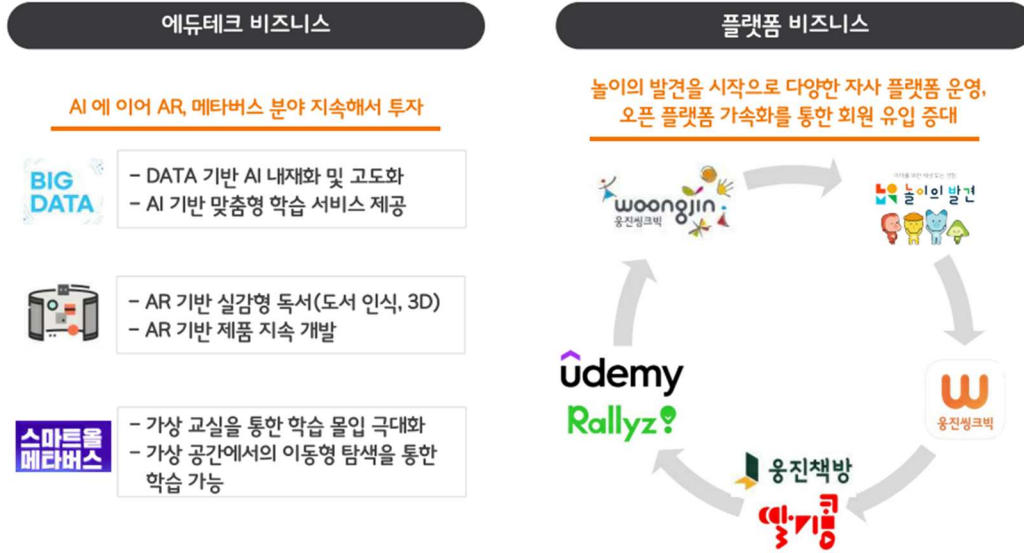 에듀테크 비즈니스
AI 에 이어 AR, 메타버스 분야 지속해서 투자
BIG
DATA
- DATA 기반 AI 내재화 및 고도화
- AI 기반 맞춤형 학습 서비스 제공
- AR 기반 실감형 독서(도서 인식, 3D)
- AR 기반 제품 지속 개발
스마트올
메타버스
- 가상 교실을 통한 학습 몰입 극대화
- 가상 공간에서의 이동형 탐색을 통한
학습 가능
플랫폼 비즈니스
놀이의 발견을 시작으로 다양한 자사 플랫폼 운영,
오픈 플랫폼 가속화를 통한 회원 유입 증대
woongjin
웅진씽크빅
놀이의 발견
웅진씽크빅
웅진책방
딸기콩
udemy
Rallyz